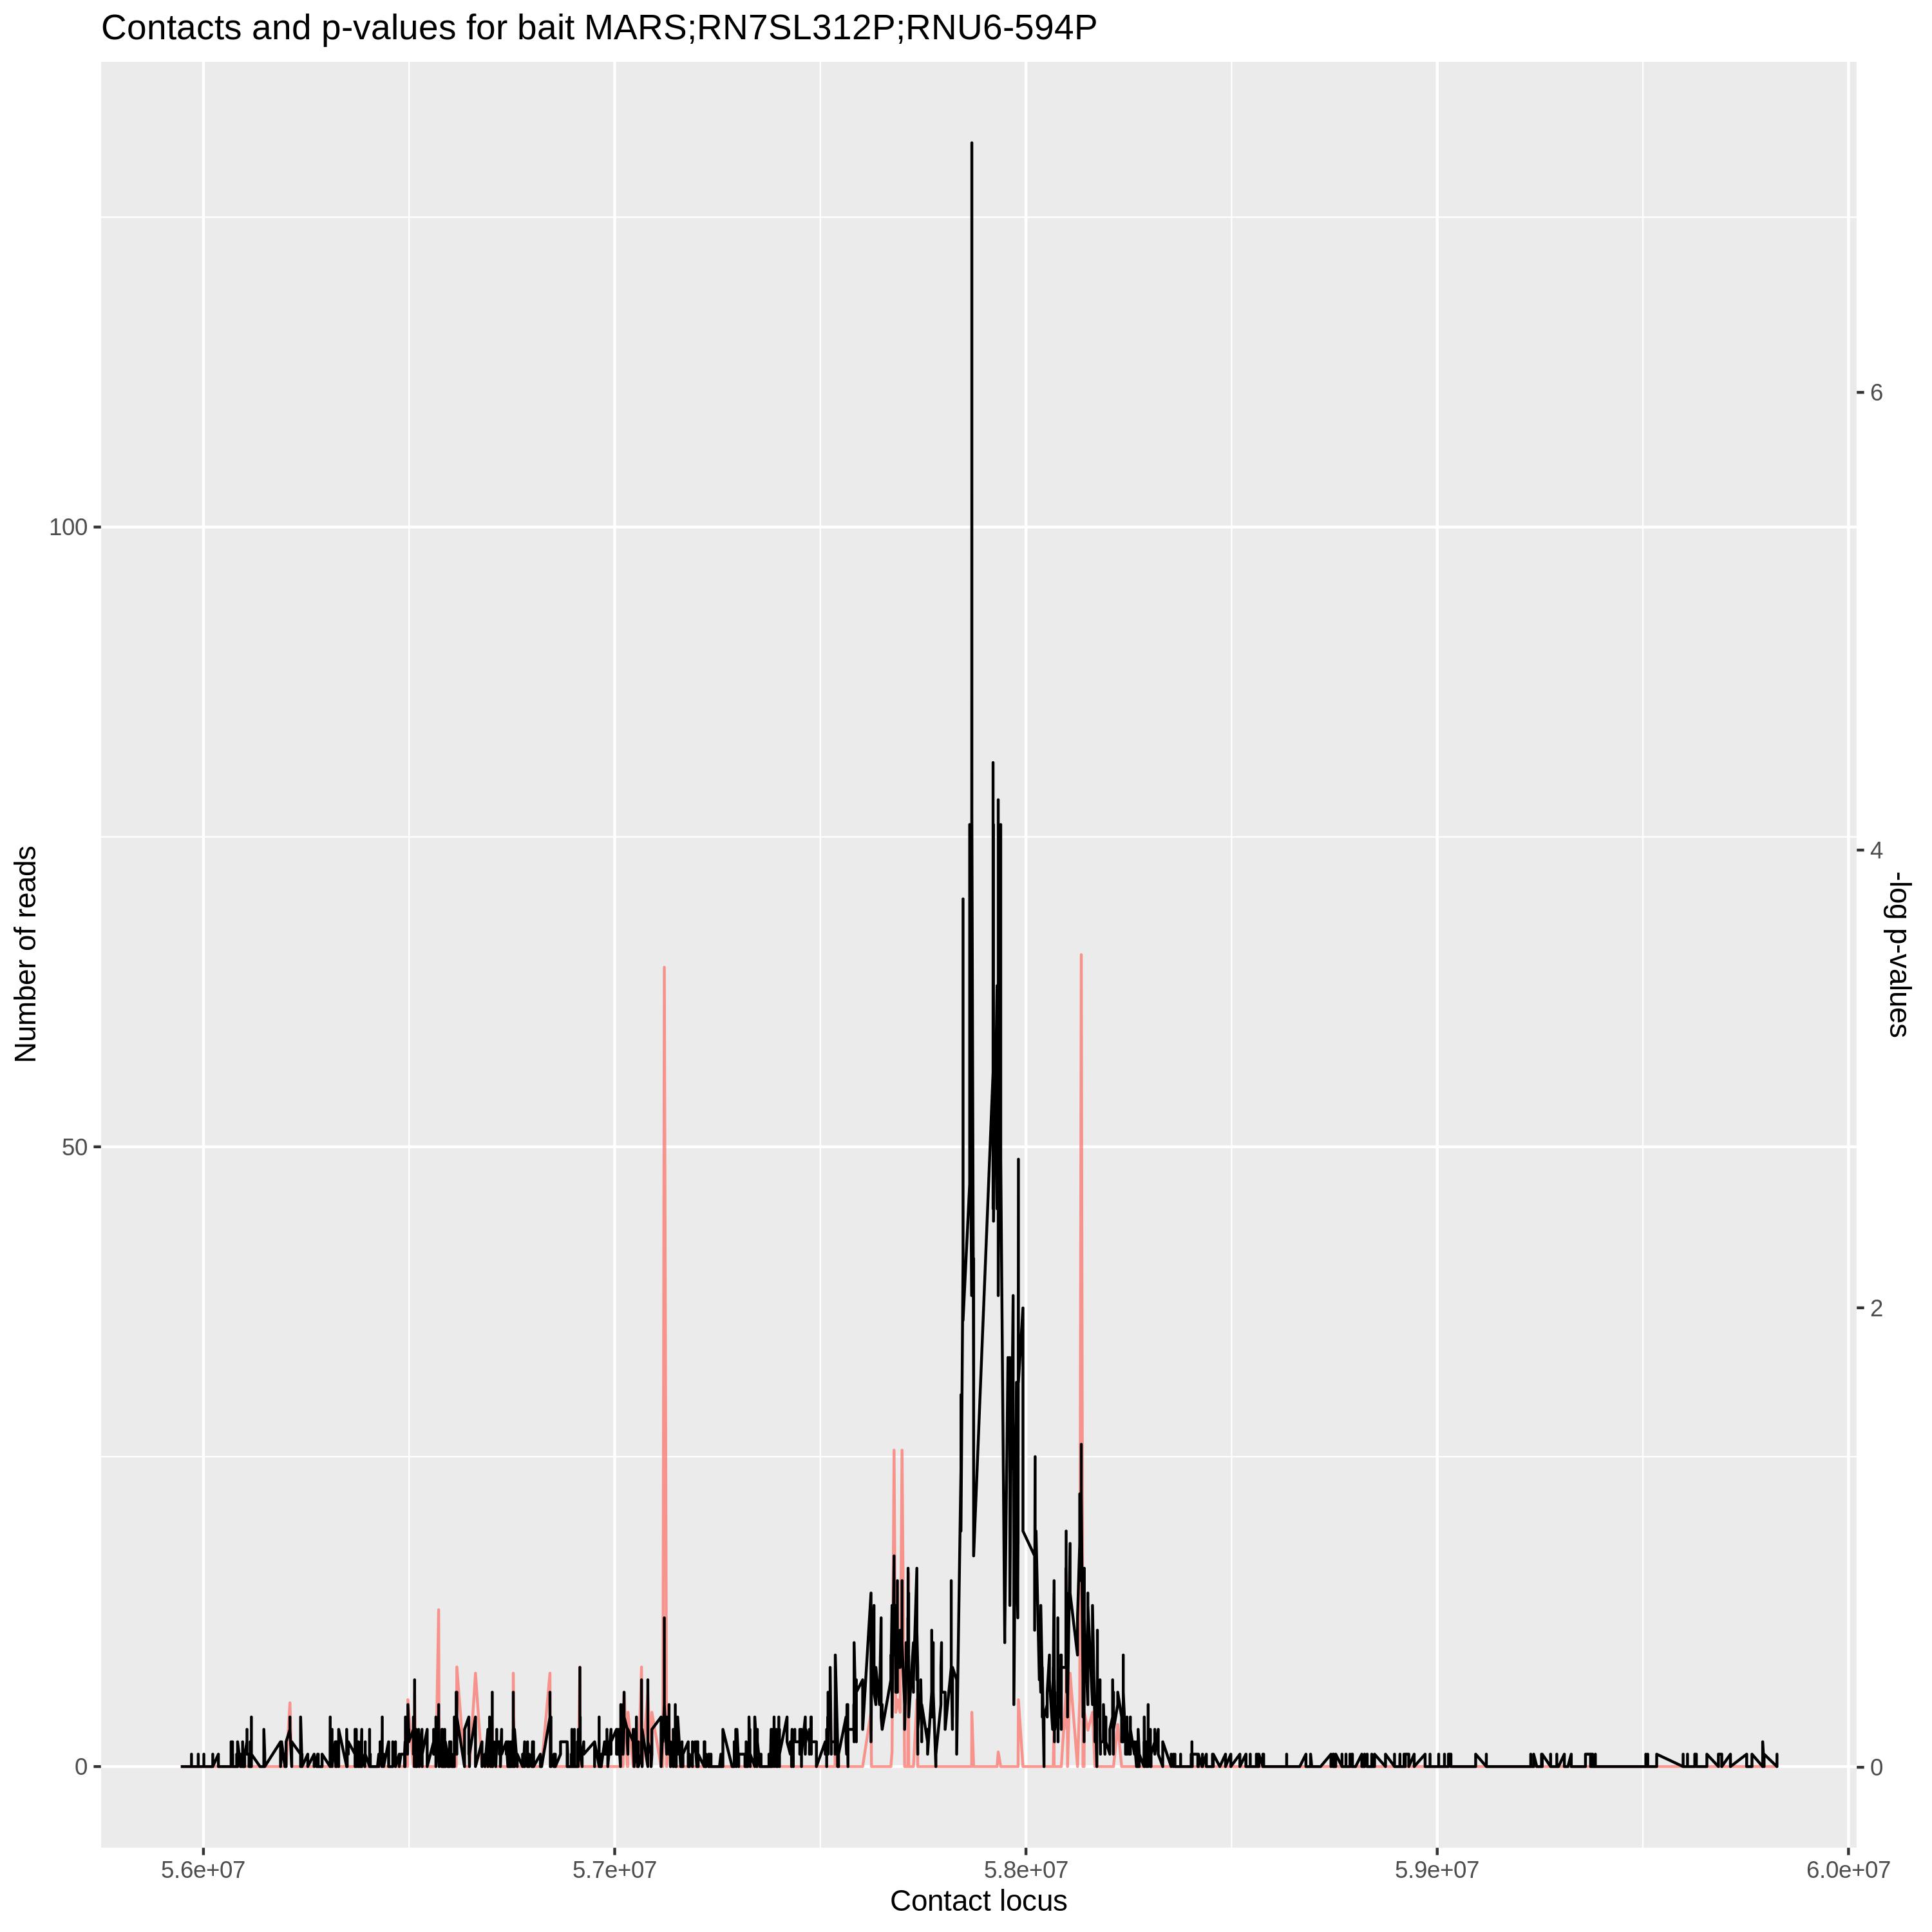 Contacts and p-values for bait MARS;RN7SL312P;RNU6-594P
Number of reads
100
50
0
6
4
2
0
-log p-values
5.6e+07
5.7e+07
5.8e+07
5.9e+07
6.0e+07
Contact locus